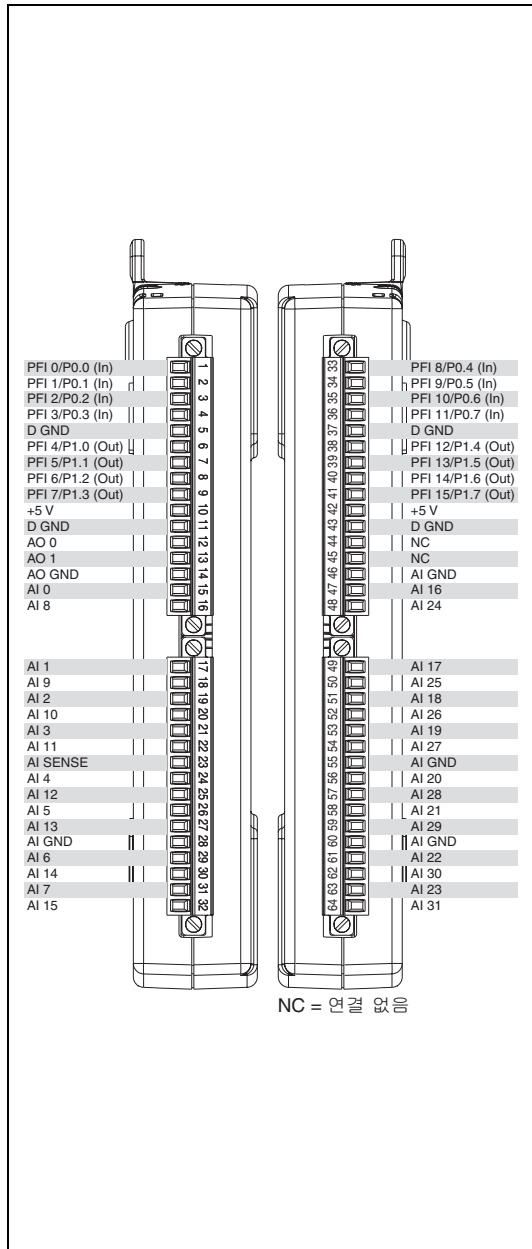 PFI 0/P0.0 (In) 1
PFI 1/P0.1 (In) 2
PFI 2/P0.2 (In) 3
PFI 3/P0.3 (In) 4
D GND 5
PFI 4/P1.0 (Out) 6
PFI 5/P1.1 (Out) 7
PFI 6/P1.2 (Out) 8
PFI 7/P1.3 (Out) 9
+5 V 10
D GND 11
AO 0 12
AO 1 13
AO GND 14
AI 0 15
AI 8 16
AI 1 17
AI 9 18
AI 2 19
AI 10 20
AI 3 21
AI 11 22
AI SENSE 23
AI 4 24
AI 12 25
AI 5 26
AI 13 27
AI GND 28
AI 6 29
AI 14 30
AI 7 31
AI 15 32
33 PFI 8/P0.4 (In)
34 PFI 9/P0.5 (In)
35 PFI 10/P0.6 (In)
36 PFI 11/P0.7 (In)
37 D GND
38 PFI 12/P1.4 (Out)
39 PFI 13/P1.5 (Out)
40 PFI 14/P1.6 (Out)
41 PFI 15/P1.7 (Out)
42 +5 V
43 D GND
44 NC
45 NC
46 AI GND
47 AI 16
48 AI 24
49 AI 17
50 AI 25
51 AI 18
52 AI 26
53 AI 19
54 AI 27
55 AI GND
56 AI 20
57 AI 28
58 AI 21
59 AI 29
60 AI GND
61 AI 22
62 AI 30
63 AI 23
64 AI 31
NC = 연결 없음